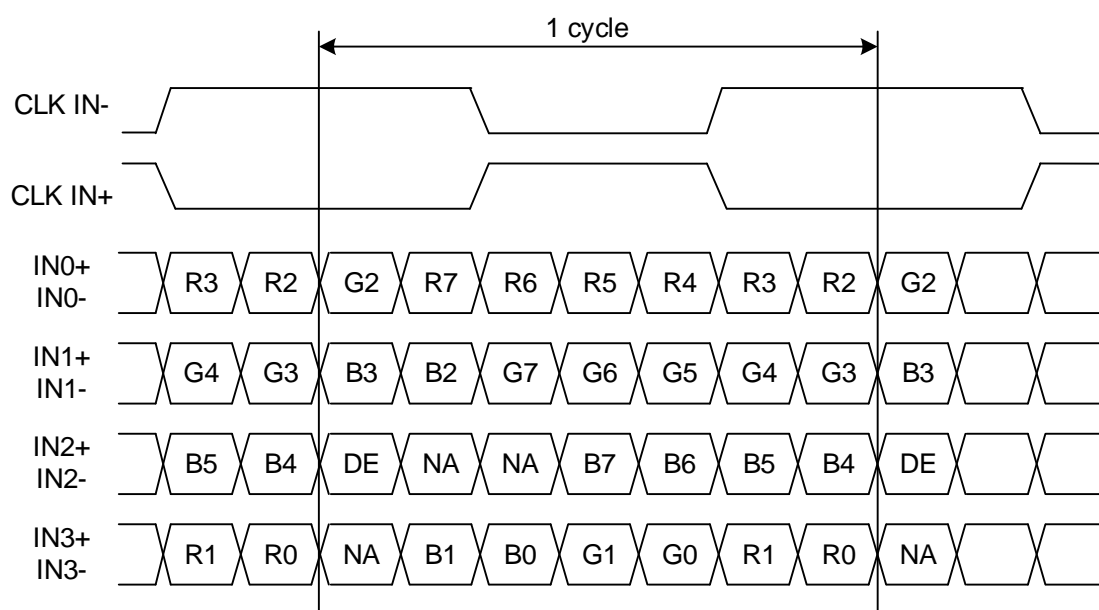 1 cycle
CLK IN-
CLK IN+
IN0+
IN0-
R3 R2 G2 R7 R6 R5 R4 R3 R2 G2
IN1+
IN1-
G4 G3 B3 B2 G7 G6 G5 G4 G3 B3
IN2+
IN2-
B5 B4 DE NA NA B7 B6 B5 B4 DE
IN3+
IN3-
R1 R0 NA B1 B0 G1 G0 R1 R0 NA